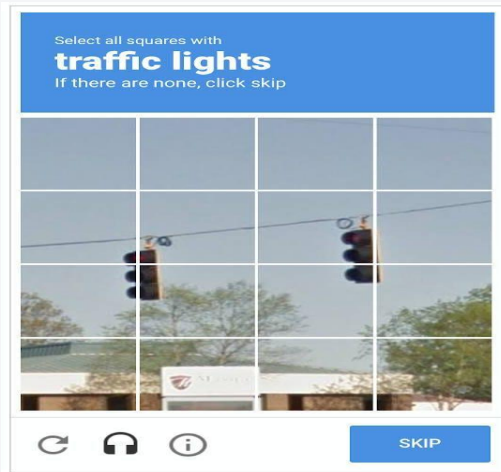 Select all squares with
traffic lights
If there are none, click skip
SKIP